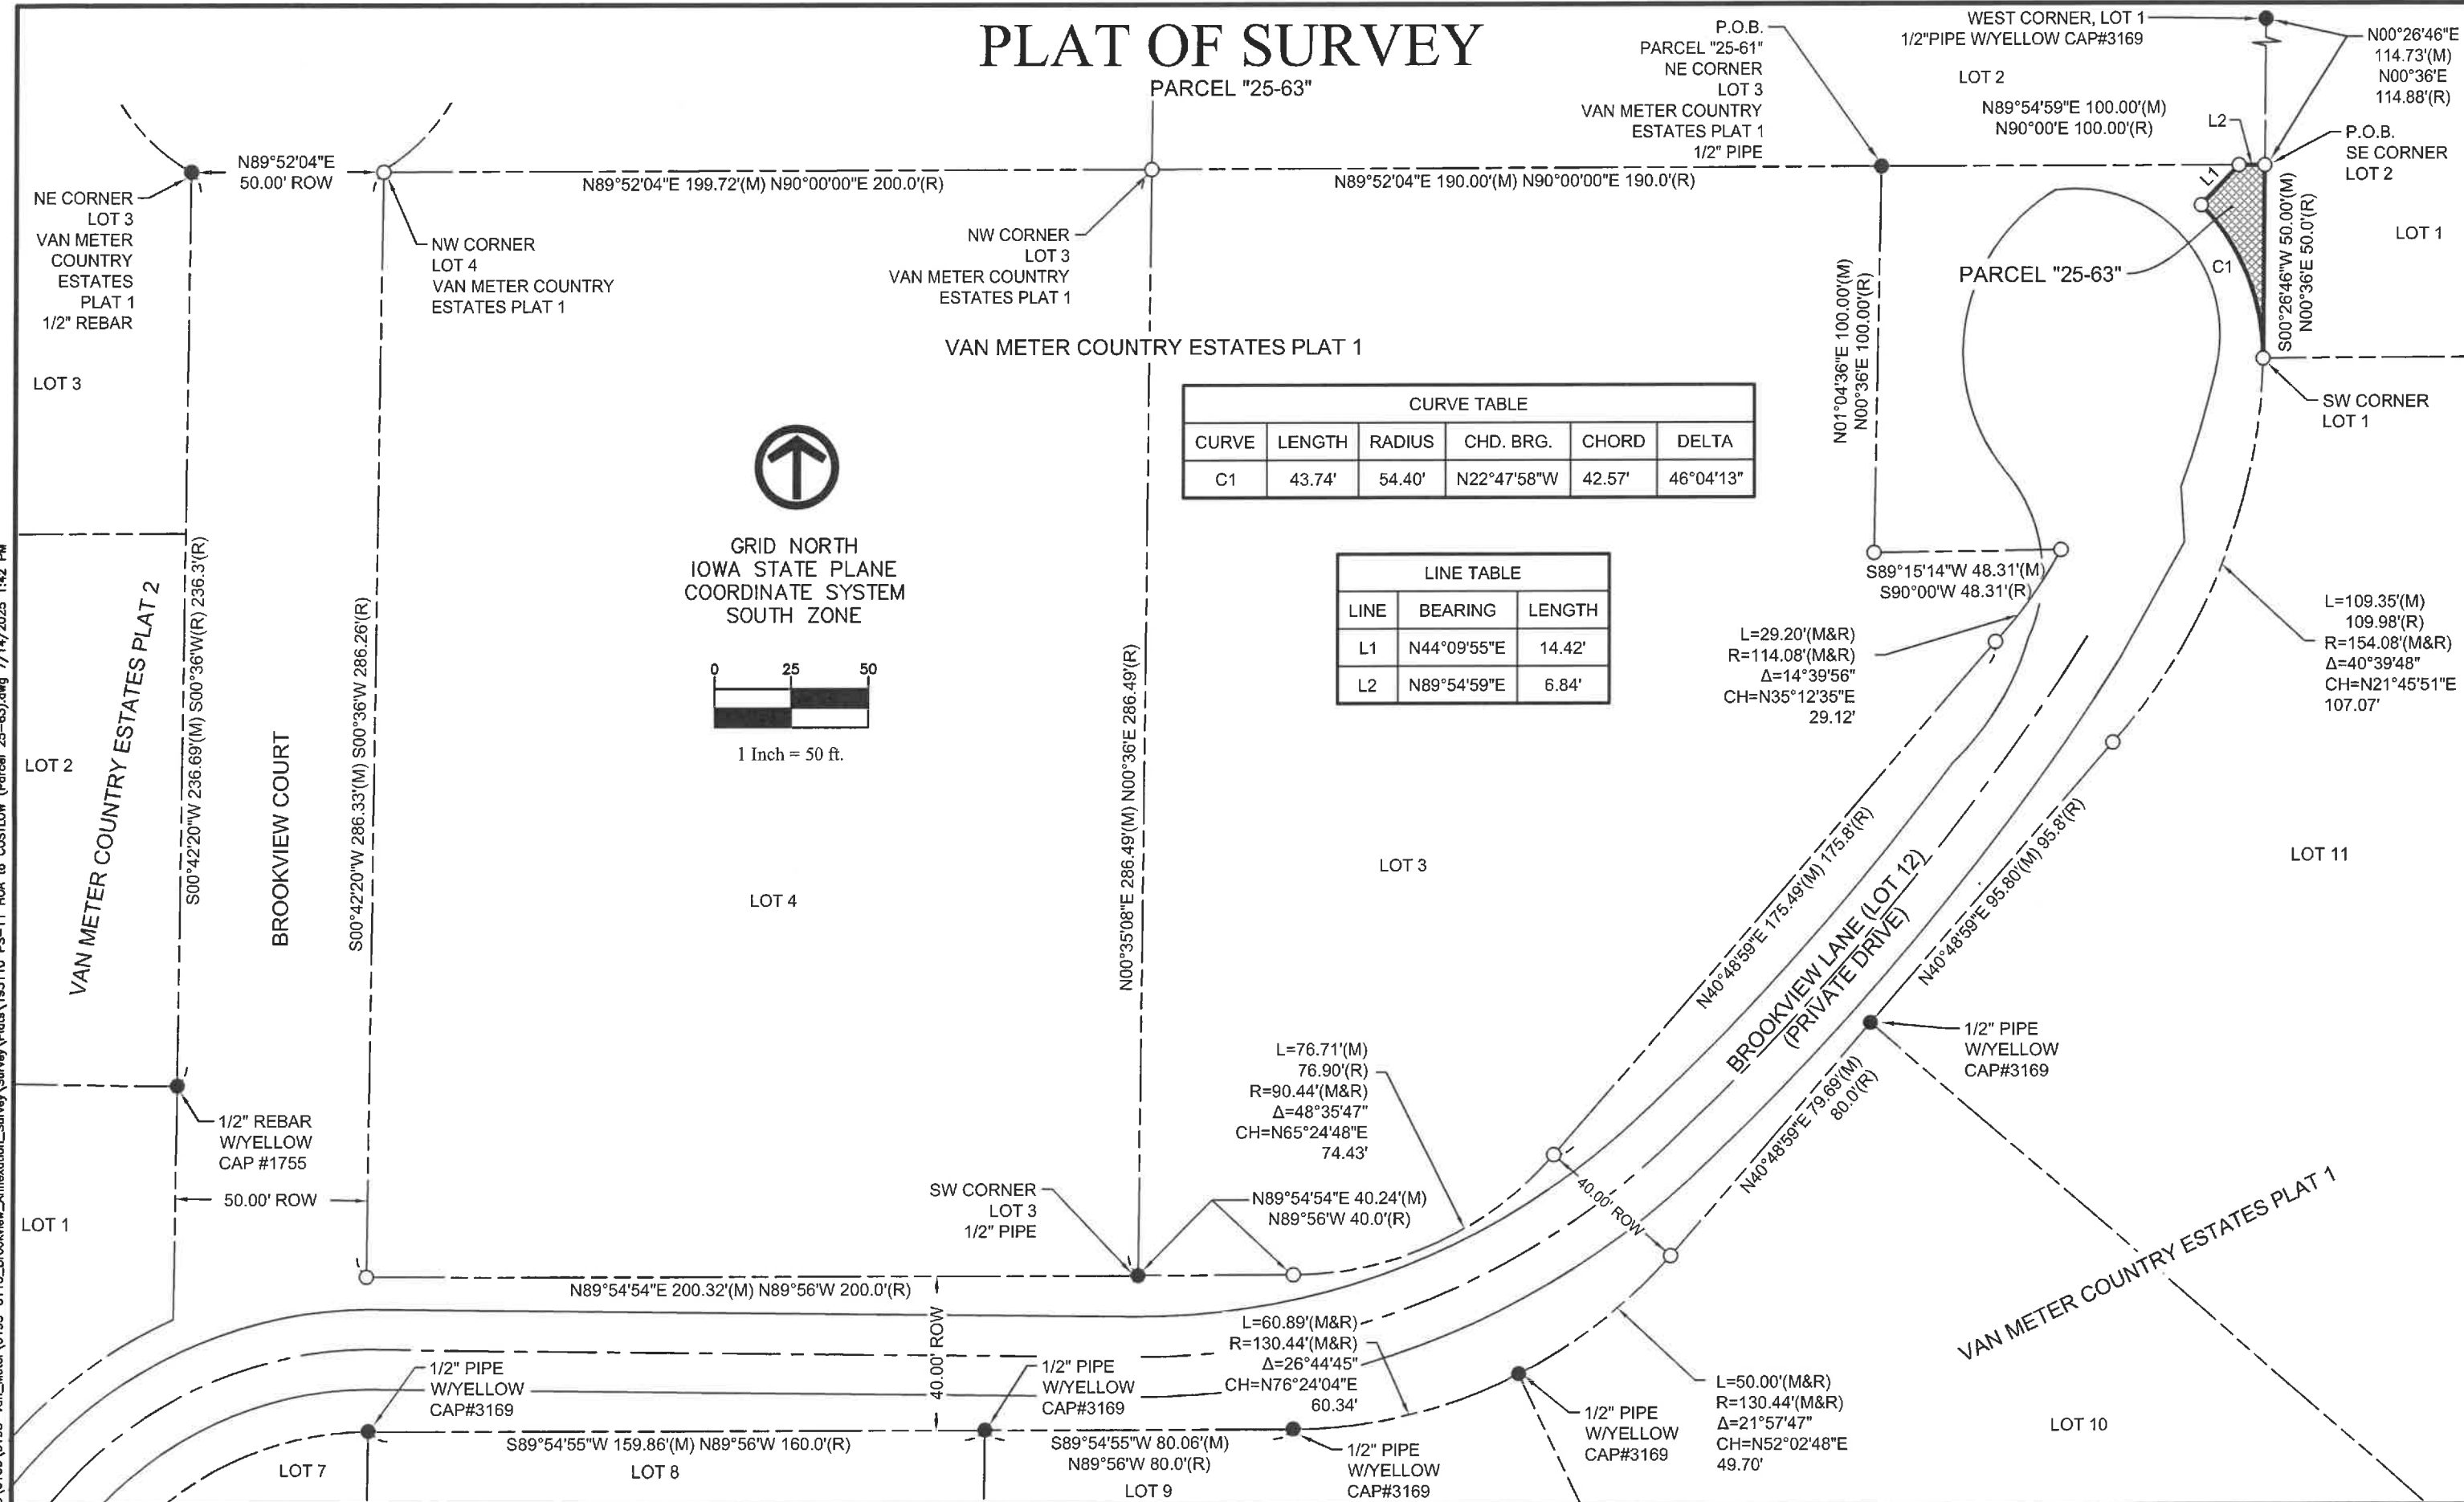 PLAT OF SURVEY
PARCEL "25-63"
P.O.B.
PARCEL "25-61"
NE CORNER
LOT 3
VAN METER COUNTRY
ESTATES PLAT 1
1/2" PIPE
WEST CORNER, LOT 1
1/2"PIPE W/YELLOW CAP#3169
N00°26'46"E
114.73'(M)
N00°36'E
114.88'(R)
LOT 2
N89°54'59"E 100.00'(M)
N90°00'E 100.00'(R)
L2
L1
C1
P.O.B.
SE CORNER
LOT 2
S00°26'46"W 50.00'(M)
N00°36'E 50.0'(R)
LOT 1
PARCEL "25-63"
SW CORNER
LOT 1
N89°52'04"E
50.00' ROW
N89°52'04"E 199.72'(M) N90°00'00"E 200.0'(R)
N89°52'04"E 190.00'(M) N90°00'00"E 190.0'(R)
NE CORNER
LOT 3
VAN METER
COUNTRY
ESTATES
PLAT 1
1/2" REBAR
NW CORNER
LOT 4
VAN METER COUNTRY
ESTATES PLAT 1
NW CORNER
LOT 3
VAN METER COUNTRY
ESTATES PLAT 1
VAN METER COUNTRY ESTATES PLAT 1
LOT 3
N01°04'36"E 100.00'(M)
N00°36'E 100.00'(R)
CURVE TABLE
CURVE LENGTH RADIUS CHD. BRG. CHORD DELTA
C1 43.74' 54.40' N22°47'58"W 42.57' 46°04'13"
GRID NORTH
IOWA STATE PLANE
COORDINATE SYSTEM
SOUTH ZONE
0 25 50
1 Inch = 50 ft.
LINE TABLE
LINE BEARING LENGTH
L1 N44°09'55"E 14.42'
L2 N89°54'59"E 6.84'
S89°15'14"W 48.31'(M)
S90°00'W 48.31'(R)
L=29.20'(M&R)
R=114.08'(M&R)
Δ=14°39'56"
CH=N35°12'35"E
29.12'
L=109.35'(M)
109.98'(R)
R=154.08'(M&R)
Δ=40°39'48"
CH=N21°45'51"E
107.07'
VAN METER COUNTRY ESTATES PLAT 2
S00°42'20"W 236.69'(M) S00°36'W(R) 236.3'(R)
BROOKVIEW COURT
S00°42'20"W 286.33'(M) S00°36'W 286.26'(R)
N00°35'08"E 286.49'(M) N00°36'E 286.49'(R)
LOT 2
LOT 4
LOT 3
LOT 11
N40°48'59"E 175.49'(M) 175.8'(R)
BROOKVIEW LANE (LOT 12)
(PRIVATE DRIVE)
N40°48'59"E 95.80'(M) 95.8'(R)
1/2" PIPE
W/YELLOW
CAP#3169
N40°48'59"E 79.69'(M)
80.0'(R)
L=76.71'(M)
76.90'(R)
R=90.44'(M&R)
Δ=48°35'47"
CH=N65°24'48"E
74.43'
1/2" REBAR
W/YELLOW
CAP #1755
50.00' ROW
LOT 1
SW CORNER
LOT 3
1/2" PIPE
N89°54'54"E 40.24'(M)
N89°56'W 40.0'(R)
40.00' ROW
N89°54'54"E 200.32'(M) N89°56'W 200.0'(R)
40.00' ROW
L=60.89'(M&R)
R=130.44'(M&R)
Δ=26°44'45"
CH=N76°24'04"E
60.34'
VAN METER COUNTRY ESTATES PLAT 1
1/2" PIPE
W/YELLOW
CAP#3169
1/2" PIPE
W/YELLOW
CAP#3169
1/2" PIPE
W/YELLOW
CAP#3169
L=50.00'(M&R)
R=130.44'(M&R)
Δ=21°57'47"
CH=N52°02'48"E
49.70'
LOT 10
S89°54'55"W 159.86'(M) N89°56'W 160.0'(R)
S89°54'55"W 80.06'(M)
N89°56'W 80.0'(R)
1/2" PIPE
W/YELLOW
CAP#3169
LOT 7
LOT 8
LOT 9
7/14/2025 1:42 PM